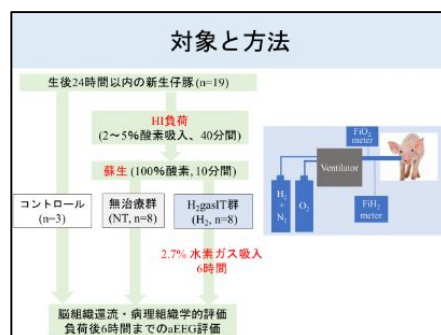 対象と方法
生後24時間以内の新生仔豚(n=19)
HI負荷
(2～5%酸素吸入、40分間)
蘇生 (100%酸素, 10分間)
コントロール
(n=3)
無治療群
(NT, n=8)
H₂gasIT群
(H₂, n=8)
2.7% 水素ガス吸入
6時間
脳組織還流・病理組織学的評価
負荷後6時間までのaEEG評価
FiO₂
meter
Ventilator
H₂
+
N₂
O₂
FiH₂
meter